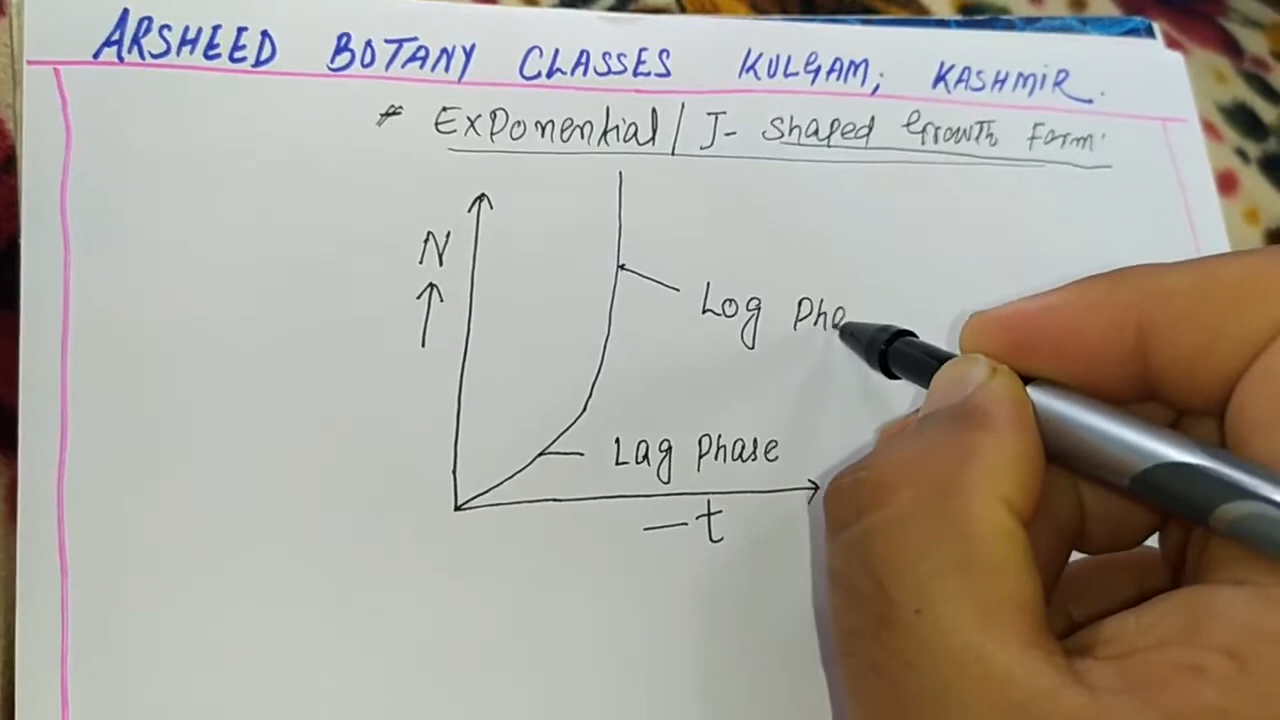 ARSHEED BOTANY CLASSES KULGAM; KASHMIR.
* Exponential / J- shaped Growth Form
N
Log Pha
Lag phase
t